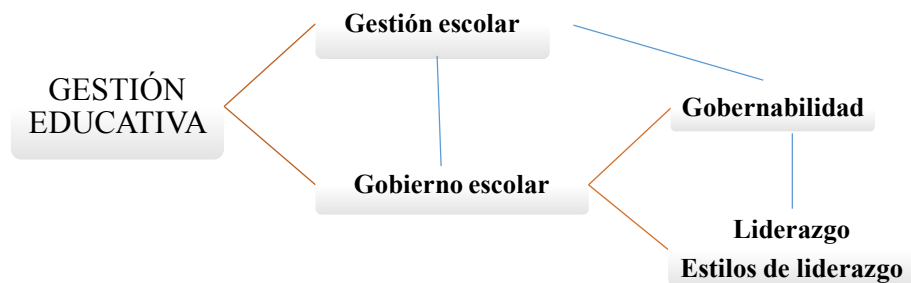 Gestión escolar
GESTIÓN
EDUCATIVA
Gobernabilidad
Gobierno escolar
Liderazgo
Estilos de liderazgo